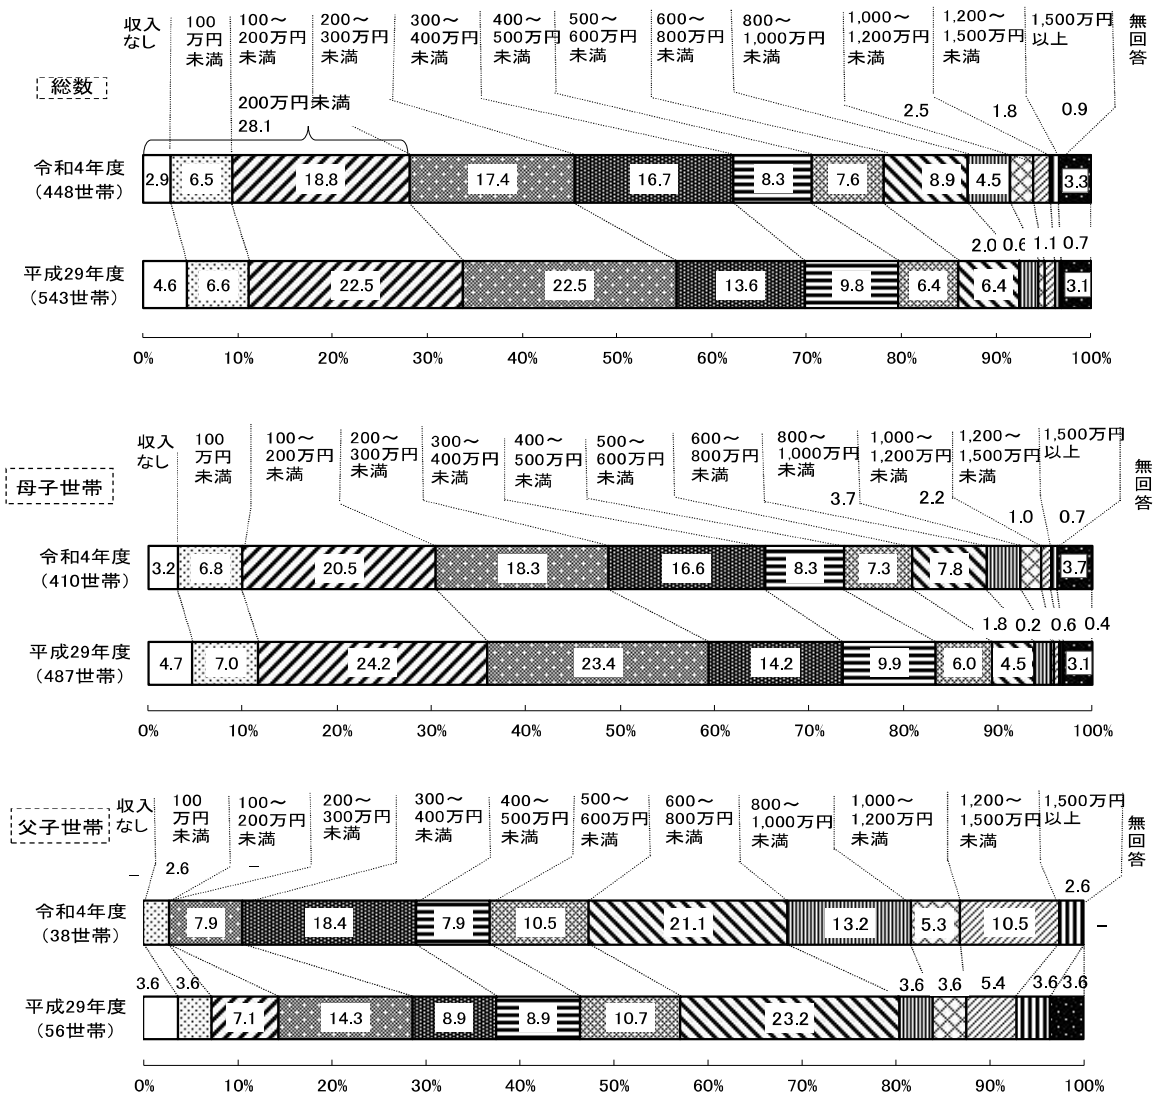 総数
収入
なし
100
万円
未満
100～
200万円
未満
200～
300万円
未満
300～
400万円
未満
400～
500万円
未満
500～
600万円
未満
600～
800万円
未満
800～
1,000万円
未満
1,000～
1,200万円
未満
1,200～
1,500万円
未満
1,500万円
以上
無回答
200万円未満
28.1
2.5 1.8 0.9
令和4年度
(448世帯)
2.9 6.5 18.8 17.4 16.7 8.3 7.6 8.9 4.5 3.3
2.0 0.6 1.1 0.7
平成29年度
(543世帯)
4.6 6.6 22.5 22.5 13.6 9.8 6.4 6.4 3.1
0% 10% 20% 30% 40% 50% 60% 70% 80% 90% 100%
母子世帯
収入
なし
100
万円
未満
100～
200万円
未満
200～
300万円
未満
300～
400万円
未満
400～
500万円
未満
500～
600万円
未満
600～
800万円
未満
800～
1,000万円
未満
1,000～
1,200万円
未満
1,200～
1,500万円
未満
1,500万円
以上
無回答
3.7 2.2 1.0 0.7
令和4年度
(410世帯)
3.2 6.8 20.5 18.3 16.6 8.3 7.3 7.8 3.7
1.8 0.2 0.6 0.4
平成29年度
(487世帯)
4.7 7.0 24.2 23.4 14.2 9.9 6.0 4.5 3.1
0% 10% 20% 30% 40% 50% 60% 70% 80% 90% 100%
父子世帯
収入
なし
100
万円
未満
100～
200万円
未満
200～
300万円
未満
300～
400万円
未満
400～
500万円
未満
500～
600万円
未満
600～
800万円
未満
800～
1,000万円
未満
1,000～
1,200万円
未満
1,200～
1,500万円
未満
1,500万円
以上
無回答
－ 2.6 － 2.6
令和4年度
(38世帯)
7.9 18.4 7.9 10.5 21.1 13.2 5.3 10.5 －
3.6 3.6 3.6 3.6 5.4 3.6 3.6
平成29年度
(56世帯)
7.1 14.3 8.9 8.9 10.7 23.2
0% 10% 20% 30% 40% 50% 60% 70% 80% 90% 100%